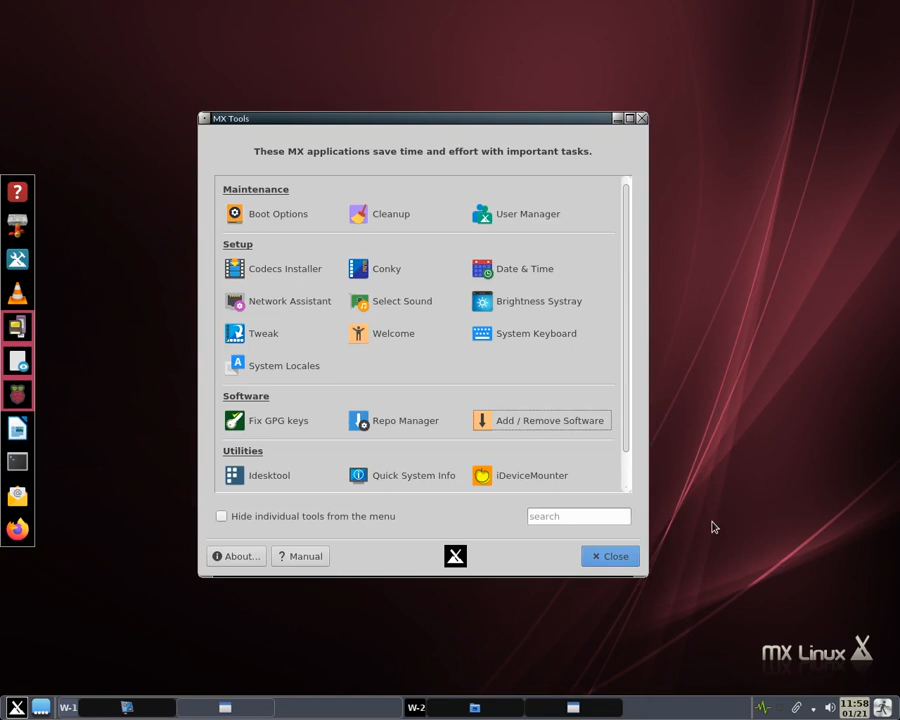 MX Tools
These MX applications save time and effort with important tasks.
Maintenance
Boot Options Cleanup User Manager
Setup
Codecs Installer Conky Date & Time
Network Assistant Select Sound Brightness Systray
Tweak Welcome System Keyboard
System Locales
Software
Fix GPG keys Repo Manager Add / Remove Software
Utilities
Idesktool Quick System Info iDeviceMounter
Hide individual tools from the menu search
About... ? Manual Close
MX Linux
W-1 W-2 11:58
01/21